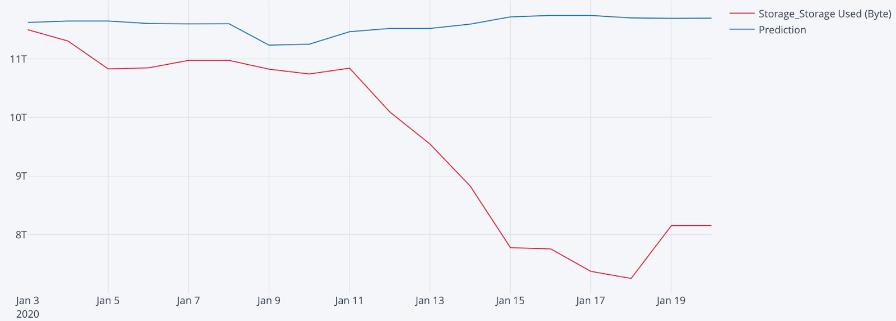 Storage_Storage Used (Byte)
Prediction
11T
10T
9T
8T
Jan 3 Jan 5 Jan 7 Jan 9 Jan 11 Jan 13 Jan 15 Jan 17 Jan 19
2020